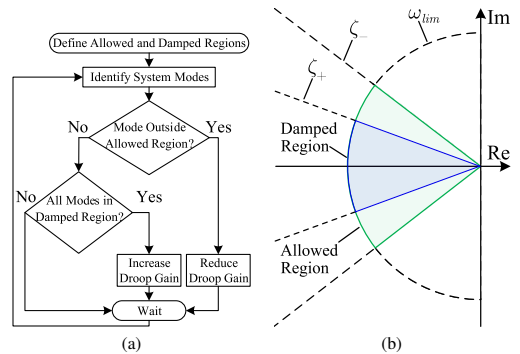 Define Allowed and Damped Regions
Identify System Modes
No
Mode Outside
Allowed Region?
Yes
No
All Modes in
Damped Region?
Yes
Increase
Droop Gain
Reduce
Droop Gain
Wait
(a)
ζ₋
ω_lim
Im
ζ₊
Damped
Region
Re
Allowed
Region
(b)